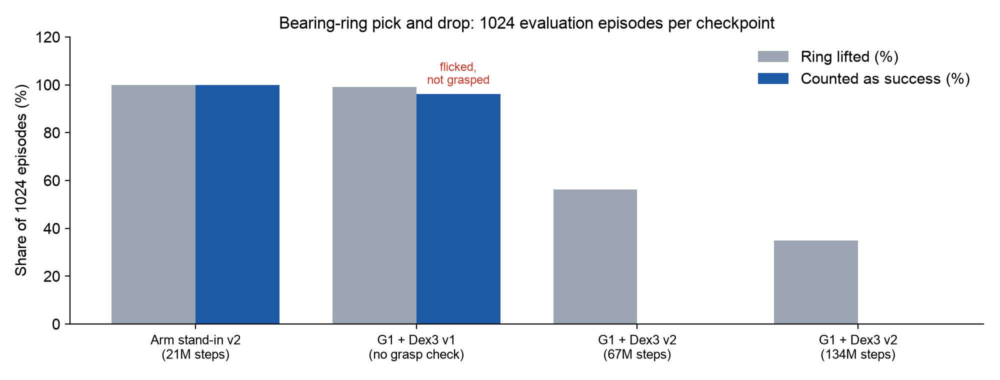 Bearing-ring pick and drop: 1024 evaluation episodes per checkpoint
Share of 1024 episodes (%)
120
100
80
60
40
20
0
flicked,
not grasped
Ring lifted (%)
Counted as success (%)
Arm stand-in v2
(21M steps)
G1 + Dex3 v1
(no grasp check)
G1 + Dex3 v2
(67M steps)
G1 + Dex3 v2
(134M steps)